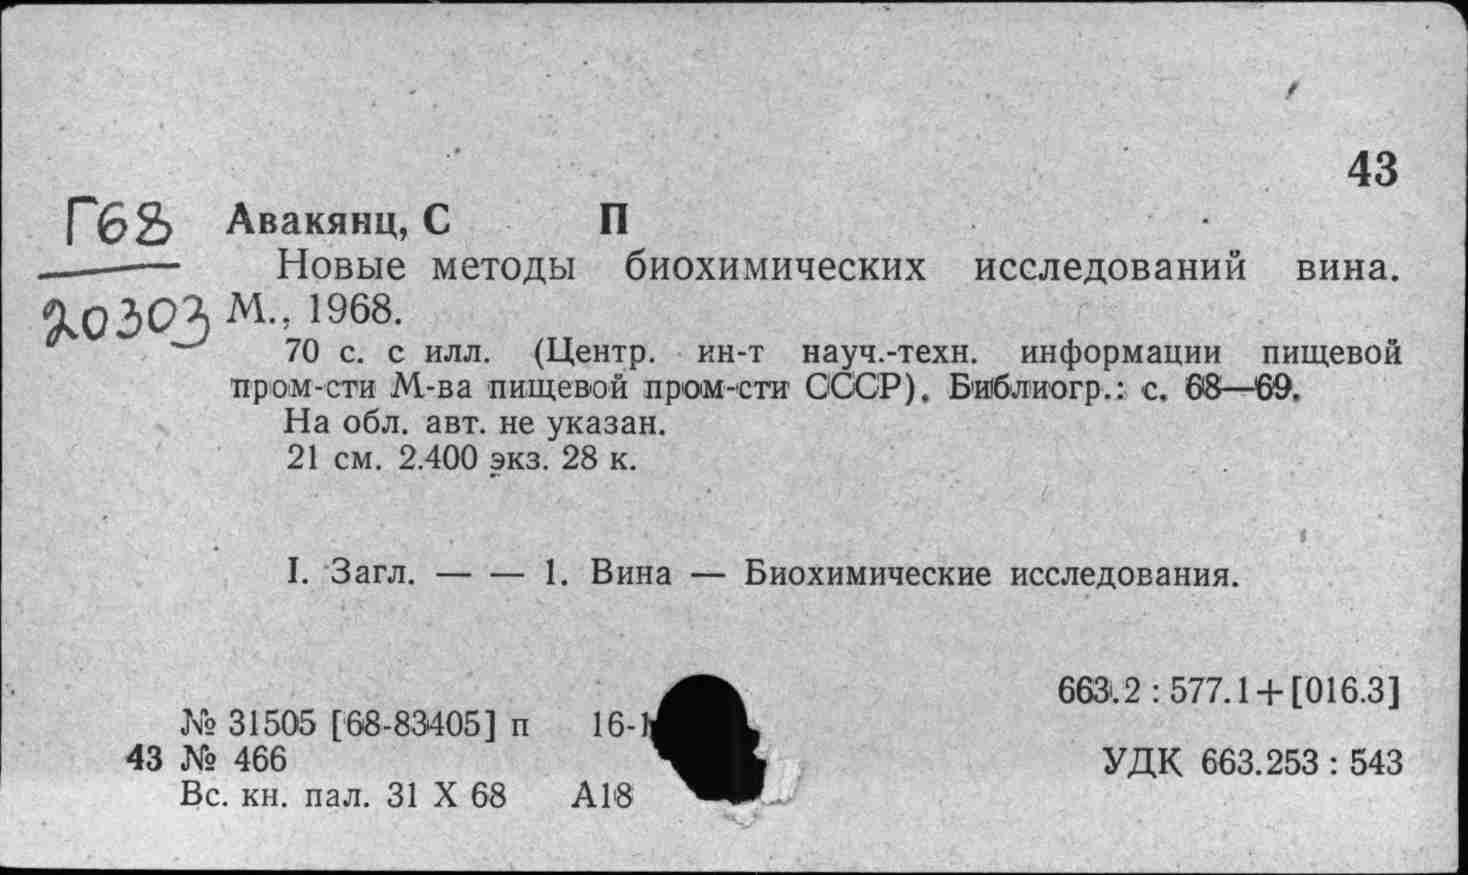 43
Г68
20303
Авакянц, С П
Новые методы биохимических исследований вина.
М., 1968.
70 с. с илл. (Центр. ин-т науч.-техн. информации пищевой
пром-сти М-ва пищевой пром-сти СССР). Библиогр.: с. 68—69.
На обл. авт. не указан.
21 см. 2.400 экз. 28 к.
I. Загл. — — 1. Вина — Биохимические исследования.
663.2 : 577.1+[016.3]
№ 31505 [68-83405] п
43 № 466
УДК 663.253 : 543
Вс. кн. пал. 31 X 68 А18